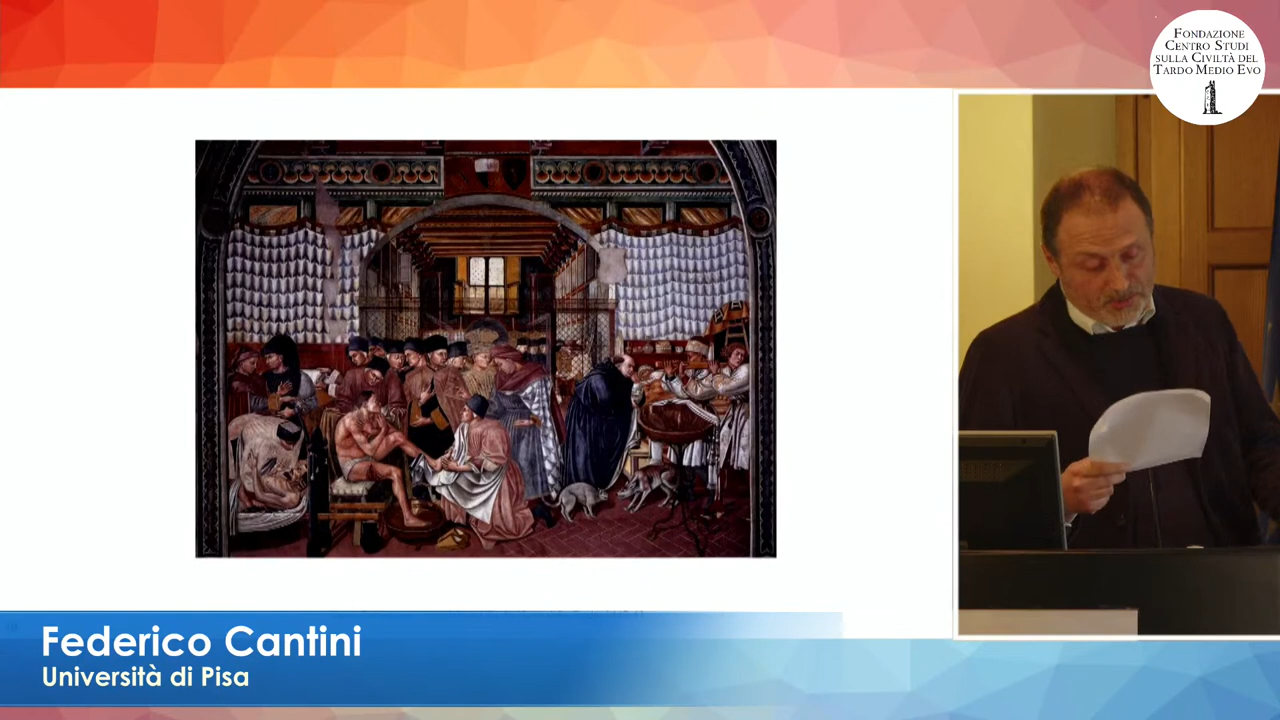 FONDAZIONE
CENTRO STUDI
SULLA CIVILTÀ DEL
TARDO MEDIO EVO
Federico Cantini
Università di Pisa